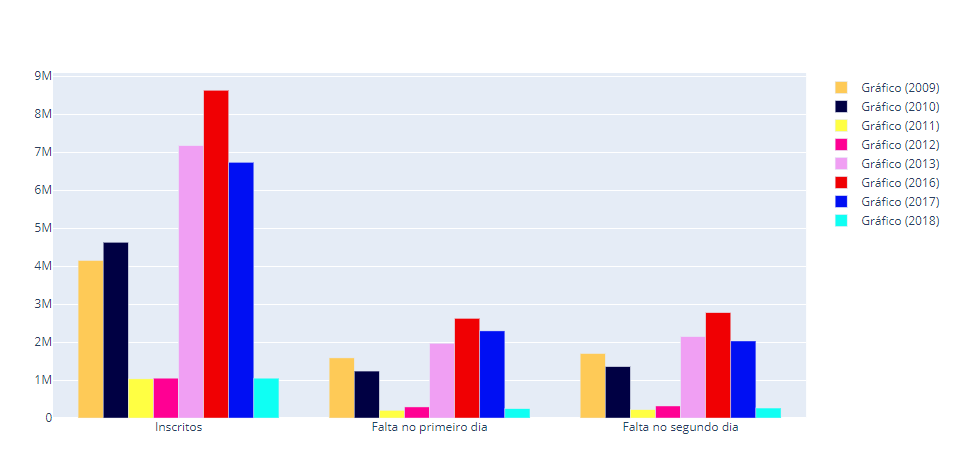 9M
8M
7M
6M
5M
4M
3M
2M
1M
0
Inscritos
Falta no primeiro dia
Falta no segundo dia
Gráfico (2009)
Gráfico (2010)
Gráfico (2011)
Gráfico (2012)
Gráfico (2013)
Gráfico (2016)
Gráfico (2017)
Gráfico (2018)